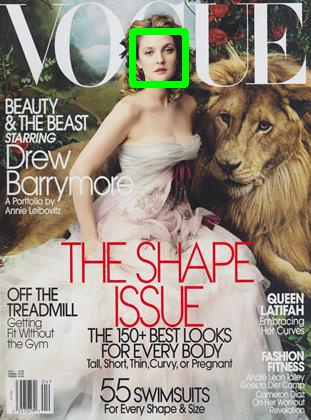 VOGUE
APR
BEAUTY
& THE BEAST
STARRING
Drew
Barrymore
A Portfolio by
Annie Leibovitz
THE SHAPE
ISSUE
THE 150+ BEST LOOKS
FOR EVERY BODY
Tall, Short, Thin, Curvy, or Pregnant
OFF THE
TREADMILL
Getting
Fit Without
the Gym
55 SWIMSUITS
For Every Shape & Size
QUEEN
LATIFAH
Embracing
Her Curves
FASHION
FITNESS
André Leon Talley
Goes to Diet Camp
Cameron Diaz
On Her Workout
Revelation
04